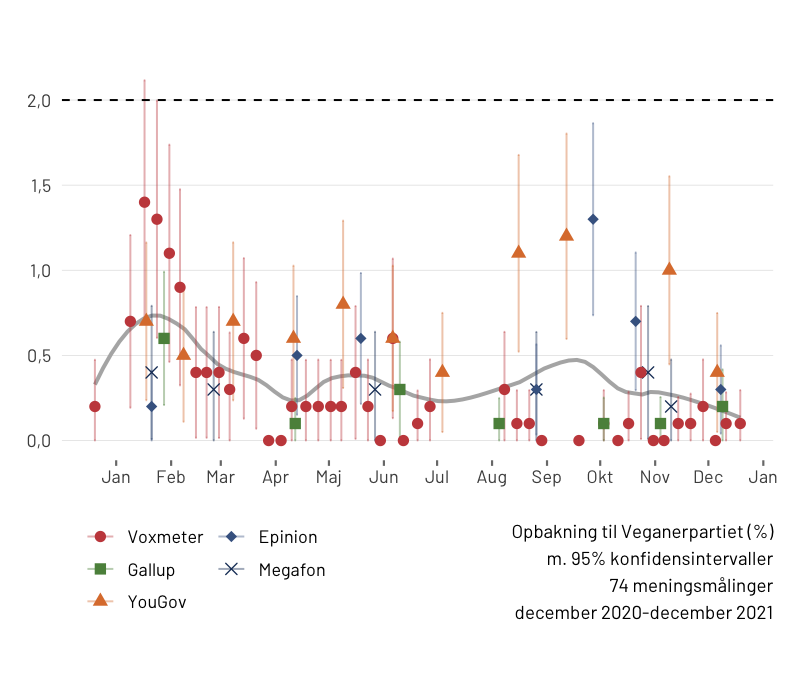 2,0
1,5
1,0
0,5
0,0
Jan Feb Mar Apr Maj Jun Jul Aug Sep Okt Nov Dec Jan
Voxmeter Epinion
Gallup Megafon
YouGov
Opbakning til Veganerpartiet (%)
m. 95% konfidensintervaller
74 meningsmålinger
december 2020-december 2021